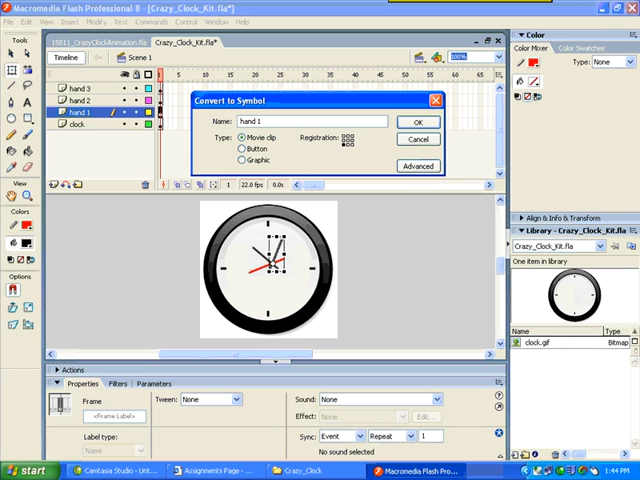 Macromedia Flash Professional 8 - [Crazy_Clock_Kit.fla*]
File Edit View Insert Modify Text Commands Control Window Help
Tools
View
Colors
Options
15811_CrazyClockAnimation.fla Crazy_Clock_Kit.fla*
Timeline Scene 1 100%
1 5 10 15 20 25 30 35 40 45 50 55 60 65
hand 3
hand 2
hand 1
clock
1 22.0 fps 0.0s
Convert to Symbol
Name: hand 1 OK
Type: Movie clip Registration: Cancel
Button
Graphic Advanced
Actions
Properties Filters Parameters
Frame Tween: None Sound: None
<Frame Label> Effect: None Edit...
Label type: Sync: Event Repeat 1
Name No sound selected
Color
Color Mixer Color Swatches
Type: None
Align & Info & Transform
Library - Crazy_Clock_Kit.fla
Crazy_Clock_Kit.fla
One item in library
Name Type
clock.gif Bitmap
start Camtasia Studio - Unt... Assignments Page - ... Crazy_Clock Macromedia Flash Pro... 1:44 PM